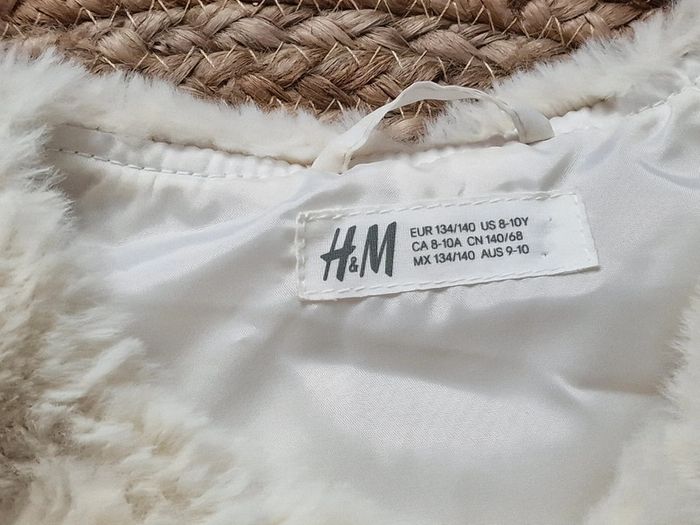 H&M
EUR 134/140 US 8-10Y
CA 8-10A CN 140/68
MX 134/140 AUS 9-10